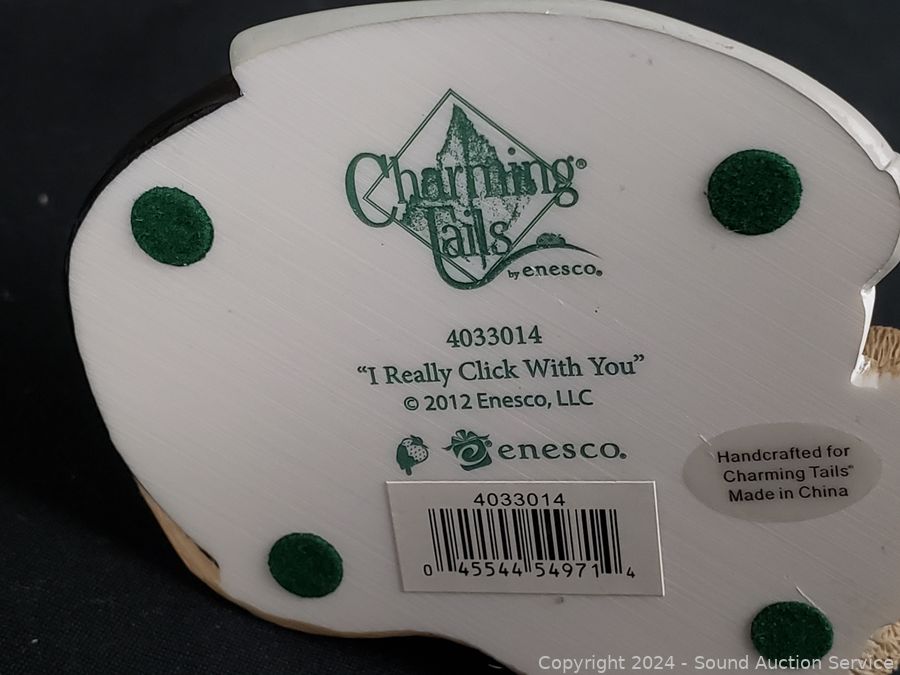 Charming®
Tails
by enesco®
4033014
“I Really Click With You”
© 2012 Enesco, LLC
enesco®
Handcrafted for
Charming Tails®
Made in China
4033014
0 45544 54971 4
Copyright 2024 - Sound Auction Service